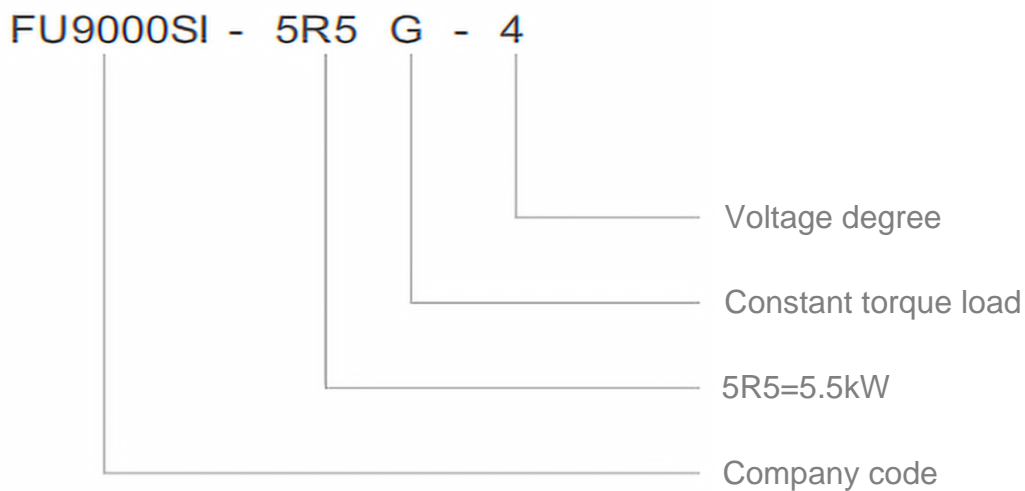 FU9000SI - 5R5 G - 4
Voltage degree
Constant torque load
5R5=5.5kW
Company code